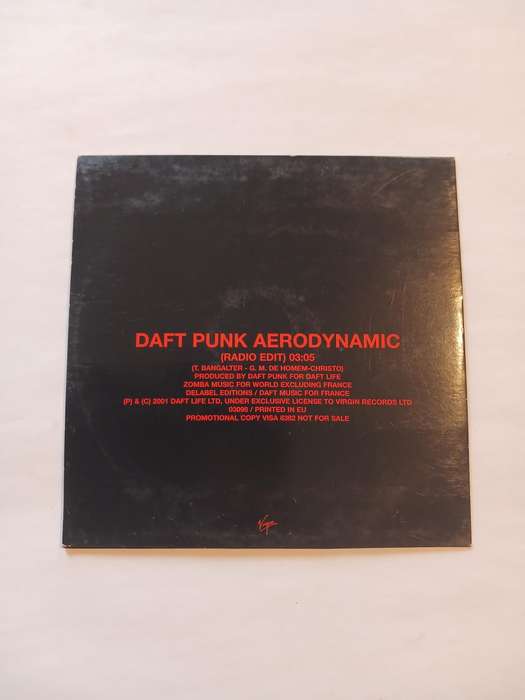 DAFT PUNK AERODYNAMIC
(RADIO EDIT) 03:05
(T. BANGALTER - G. M. DE HOMEM-CHRISTO)
PRODUCED BY DAFT PUNK FOR DAFT LIFE
ZOMBA MUSIC FOR WORLD EXCLUDING FRANCE
DELABEL EDITIONS / DAFT MUSIC FOR FRANCE
(P) & (C) 2001 DAFT LIFE LTD, UNDER EXCLUSIVE LICENSE TO VIRGIN RECORDS LTD
03098 / PRINTED IN EU
PROMOTIONAL COPY VISA 6392 NOT FOR SALE
Virgin